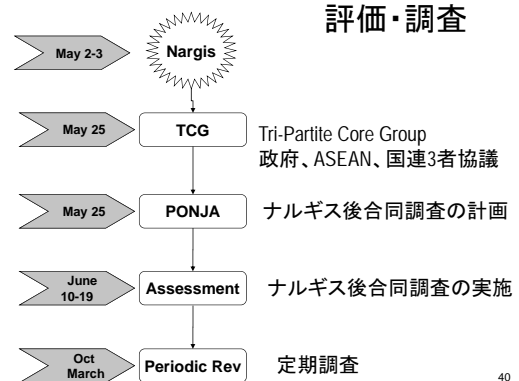 評価・調査
May 2-3
Nargis
May 25
TCG
Tri-Partite Core Group
政府、ASEAN、国連3者協議
May 25
PONJA
ナルギス後合同調査の計画
June
10-19
Assessment
ナルギス後合同調査の実施
Oct
March
Periodic Rev
定期調査
40